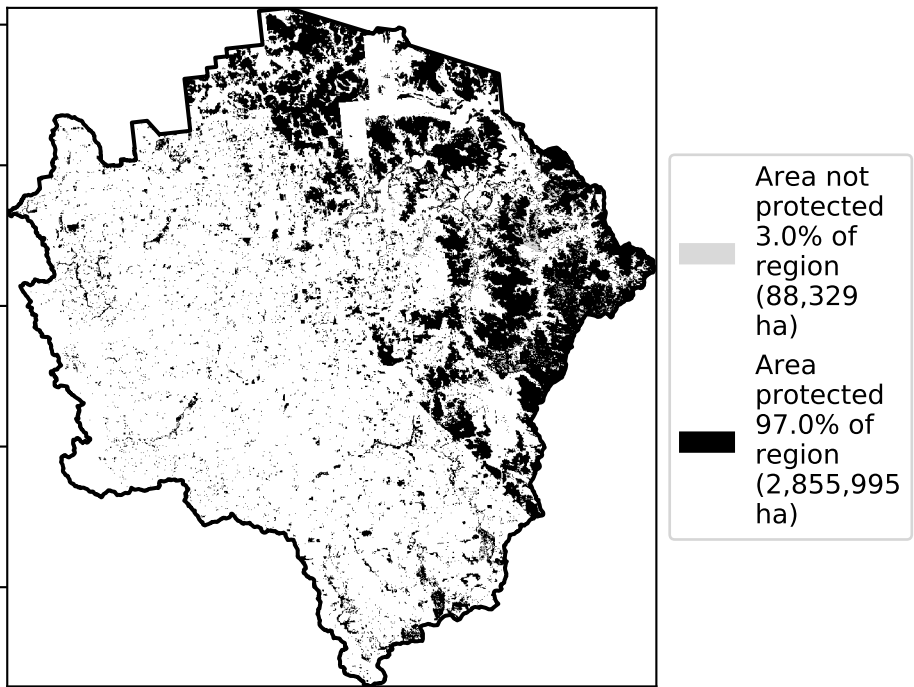 Area not
protected
3.0% of
region
(88,329
ha)
Area
protected
97.0% of
region
(2,855,995
ha)